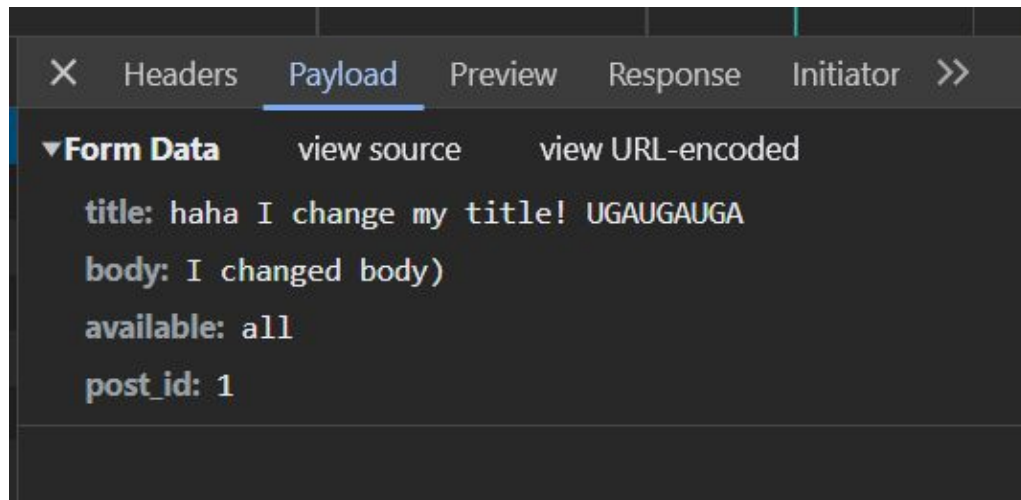 Headers Payload Preview Response Initiator
Form Data view source view URL-encoded
title: haha I change my title! UGAUGAUGA
body: I changed body)
available: all
post_id: 1